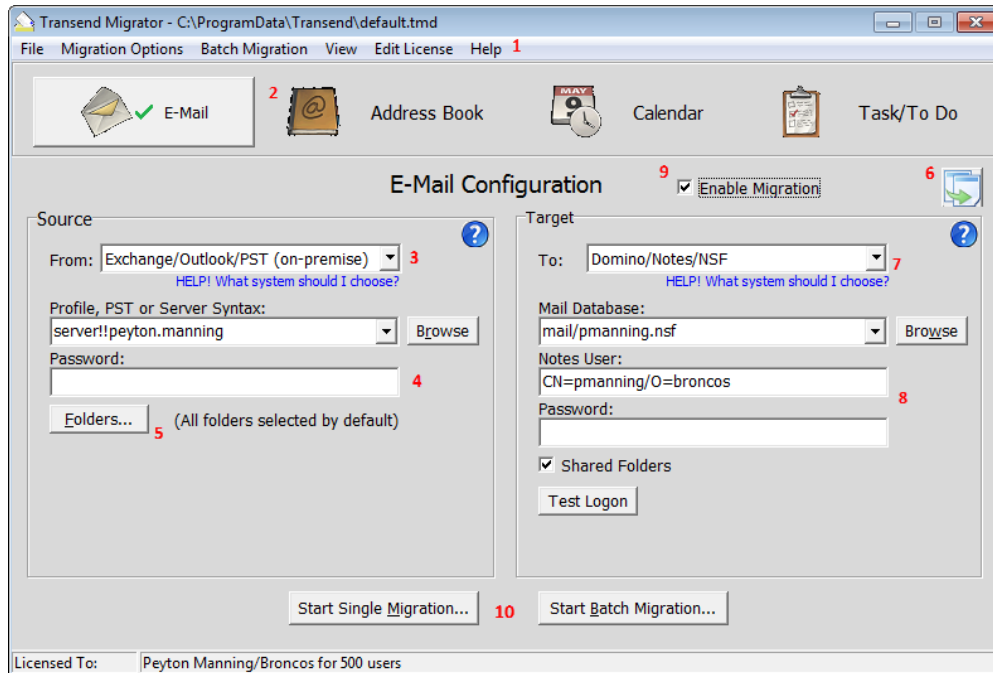 Transend Migrator - C:\ProgramData\Transend\default.tmd
File Migration Options Batch Migration View Edit License Help 1
E-Mail 2 Address Book MAY 9 Calendar Task/To Do
E-Mail Configuration 9 Enable Migration 6
Source
From: Exchange/Outlook/PST (on-premise) 3
HELP! What system should I choose?
Profile, PST or Server Syntax:
server!!peyton.manning Browse
Password:
4
Folders... 5 (All folders selected by default)
Target
To: Domino/Notes/NSF 7
HELP! What system should I choose?
Mail Database:
mail/pmanning.nsf Browse
Notes User:
CN=pmanning/O=broncos
8
Password:
Shared Folders
Test Logon
Start Single Migration... 10 Start Batch Migration...
Licensed To: Peyton Manning/Broncos for 500 users